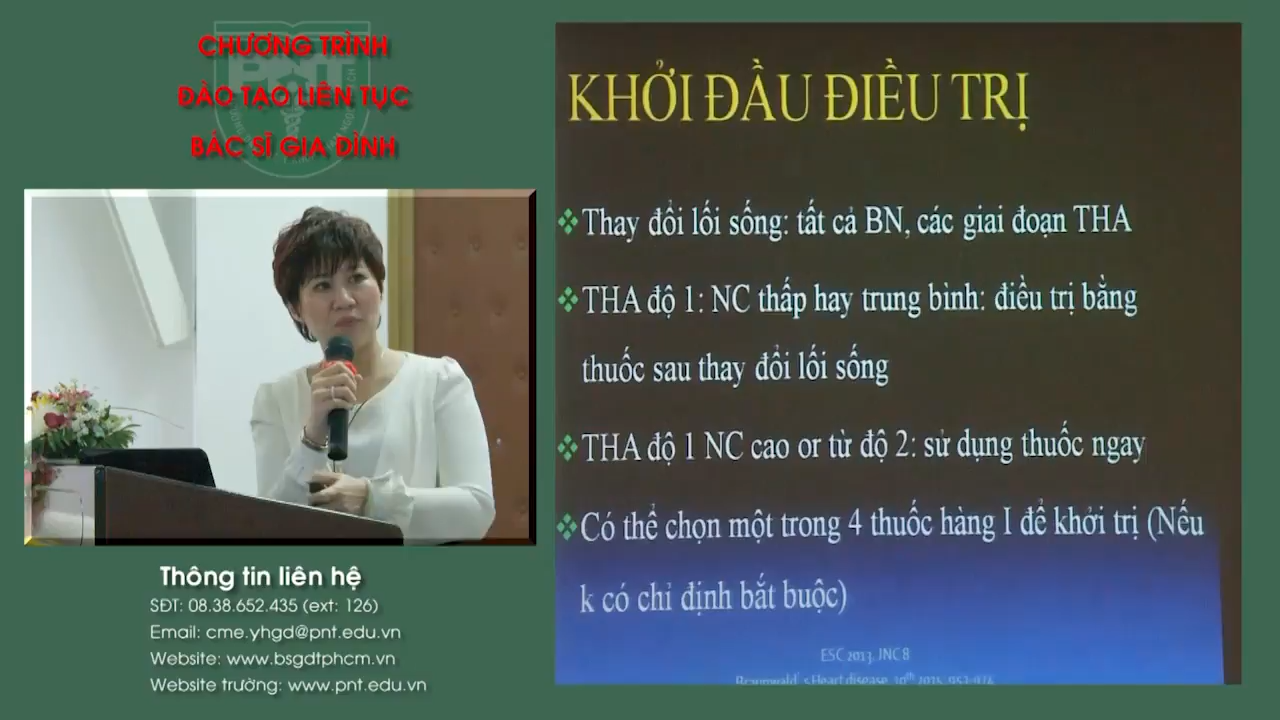 CHƯƠNG TRÌNH
ĐÀO TẠO LIÊN TỤC
BÁC SĨ GIA ĐÌNH
PNT
Thông tin liên hệ
SĐT: 08.38.652.435 (ext: 126)
Email: cme.yhgd@pnt.edu.vn
Website: www.bsgdtphcm.vn
Website trường: www.pnt.edu.vn
KHỞI ĐẦU ĐIỀU TRỊ
Thay đổi lối sống: tất cả BN, các giai đoạn THA
THA độ 1: NC thấp hay trung bình: điều trị bằng
thuốc sau thay đổi lối sống
THA độ 1 NC cao or từ độ 2: sử dụng thuốc ngay
Có thể chọn một trong 4 thuốc hàng I để khởi trị (Nếu
k có chỉ định bắt buộc)
ESC 2013, JNC 8
Braunwald, s Heart disease, 10th